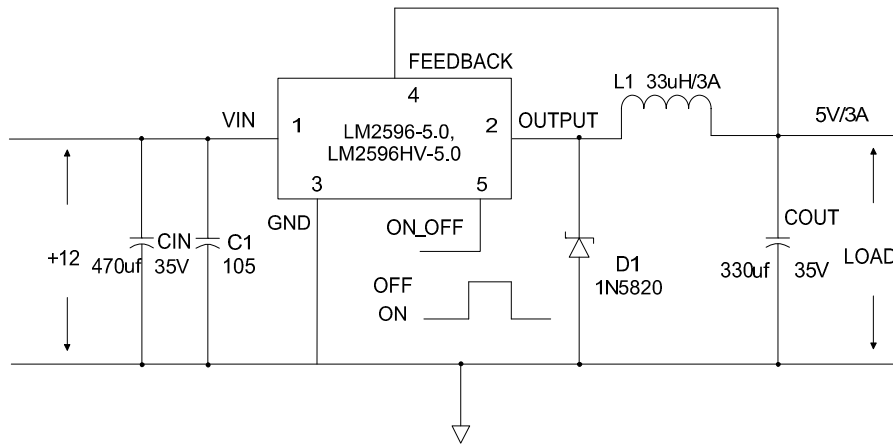 FEEDBACK
4
L1 33uH/3A
VIN
1
LM2596-5.0,
LM2596HV-5.0
2
OUTPUT
5V/3A
3
5
GND
ON_OFF
COUT
+12
470uf
CIN
35V
C1
105
D1
1N5820
330uf
35V
LOAD
OFF
ON